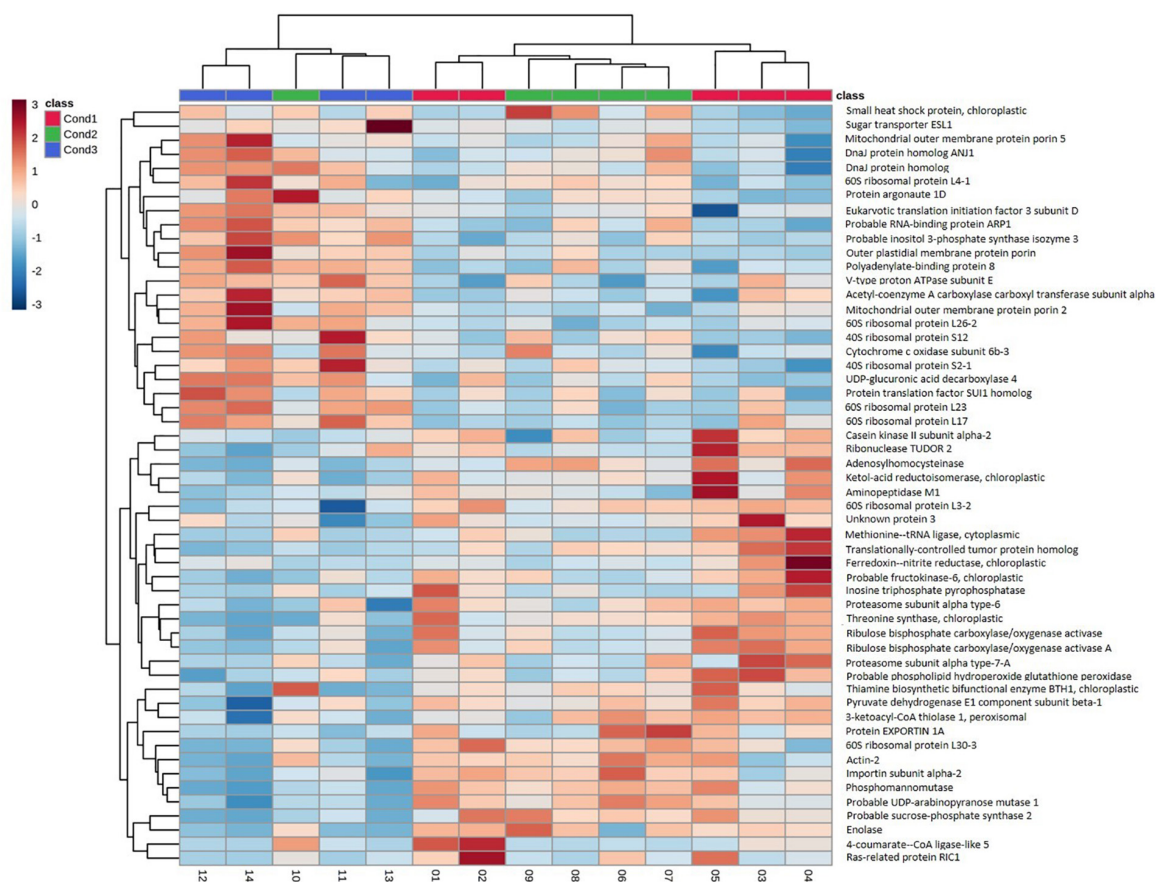 class
3
2
1
0
-1
-2
-3
class
Cond1
Cond2
Cond3
Small heat shock protein, chloroplastic
Sugar transporter ESL1
Mitochondrial outer membrane protein porin 5
DnaJ protein homolog ANJ1
DnaJ protein homolog
60S ribosomal protein L4-1
Protein argonaute 1D
Eukarvotic translation initiation factor 3 subunit D
Probable RNA-binding protein ARP1
Probable inositol 3-phosphate synthase isozyme 3
Outer plastidial membrane protein porin
Polyadenylate-binding protein 8
V-type proton ATPase subunit E
Acetyl-coenzyme A carboxylase carboxyl transferase subunit alpha
Mitochondrial outer membrane protein porin 2
60S ribosomal protein L26-2
40S ribosomal protein S12
Cytochrome c oxidase subunit 6b-3
40S ribosomal protein S2-1
UDP-glucuronic acid decarboxylase 4
Protein translation factor SUI1 homolog
60S ribosomal protein L23
60S ribosomal protein L17
Casein kinase II subunit alpha-2
Ribonuclease TUDOR 2
Adenosylhomocysteinase
Ketol-acid reductoisomerase, chloroplastic
Aminopeptidase M1
60S ribosomal protein L3-2
Unknown protein 3
Methionine--tRNA ligase, cytoplasmic
Translationally-controlled tumor protein homolog
Ferredoxin--nitrite reductase, chloroplastic
Probable fructokinase-6, chloroplastic
Inosine triphosphate pyrophosphatase
Proteasome subunit alpha type-6
Threonine synthase, chloroplastic
Ribulose bisphosphate carboxylase/oxygenase activase
Ribulose bisphosphate carboxylase/oxygenase activase A
Proteasome subunit alpha type-7-A
Probable phospholipid hydroperoxide glutathione peroxidase
Thiamine biosynthetic bifunctional enzyme BTH1, chloroplastic
Pyruvate dehydrogenase E1 component subunit beta-1
3-ketoacyl-CoA thiolase 1, peroxisomal
Protein EXPORTIN 1A
60S ribosomal protein L30-3
Actin-2
Importin subunit alpha-2
Phosphomannomutase
Probable UDP-arabinopyranose mutase 1
Probable sucrose-phosphate synthase 2
Enolase
4-coumarate--CoA ligase-like 5
Ras-related protein RIC1
12 14 10 11 13 01 02 09 08 06 07 05 03 04